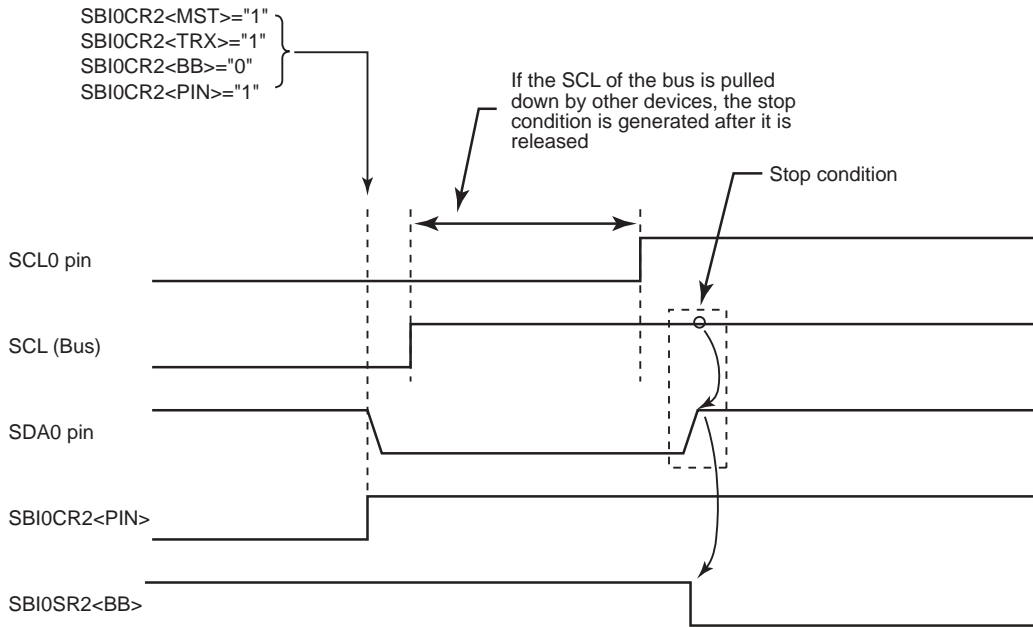 SBI0CR2<MST>="1"
SBI0CR2<TRX>="1"
SBI0CR2<BB>="0"
SBI0CR2<PIN>="1"
If the SCL of the bus is pulled
down by other devices, the stop
condition is generated after it is
released
Stop condition
SCL0 pin
SCL (Bus)
SDA0 pin
SBI0CR2<PIN>
SBI0SR2<BB>